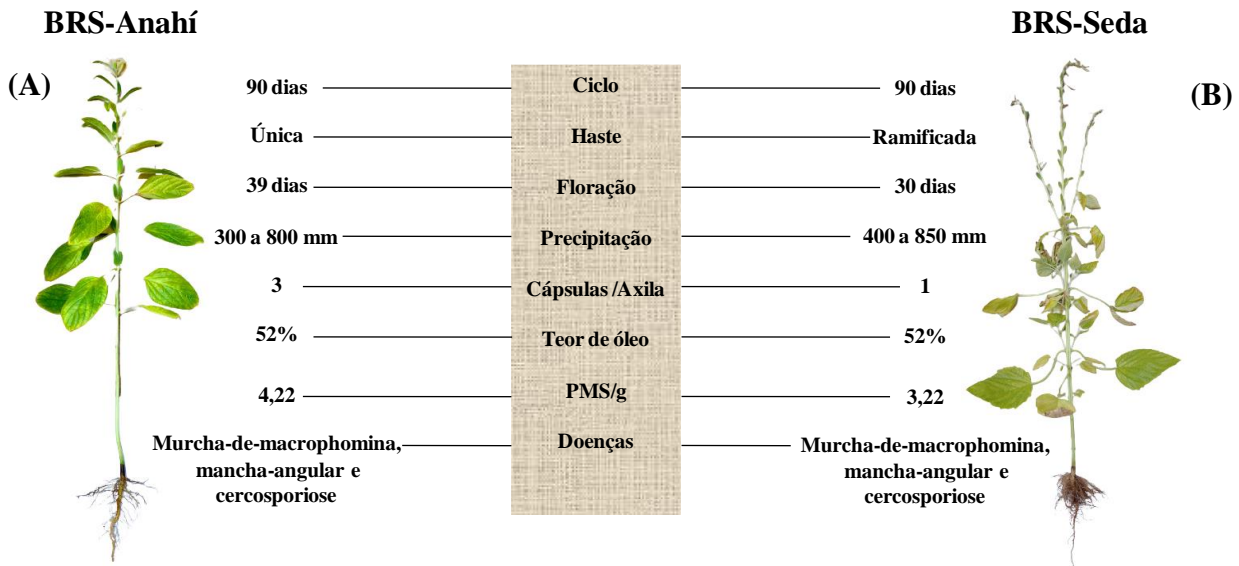 BRS-Anahí
BRS-Seda
(A)
(B)
90 dias
Ciclo
90 dias
Única
Haste
Ramificada
39 dias
Floração
30 dias
300 a 800 mm
Precipitação
400 a 850 mm
3
Cápsulas /Axila
1
52%
Teor de óleo
52%
4,22
PMS/g
3,22
Murcha-de-macrophomina,
mancha-angular e
cercosporiose
Doenças
Murcha-de-macrophomina,
mancha-angular e
cercosporiose